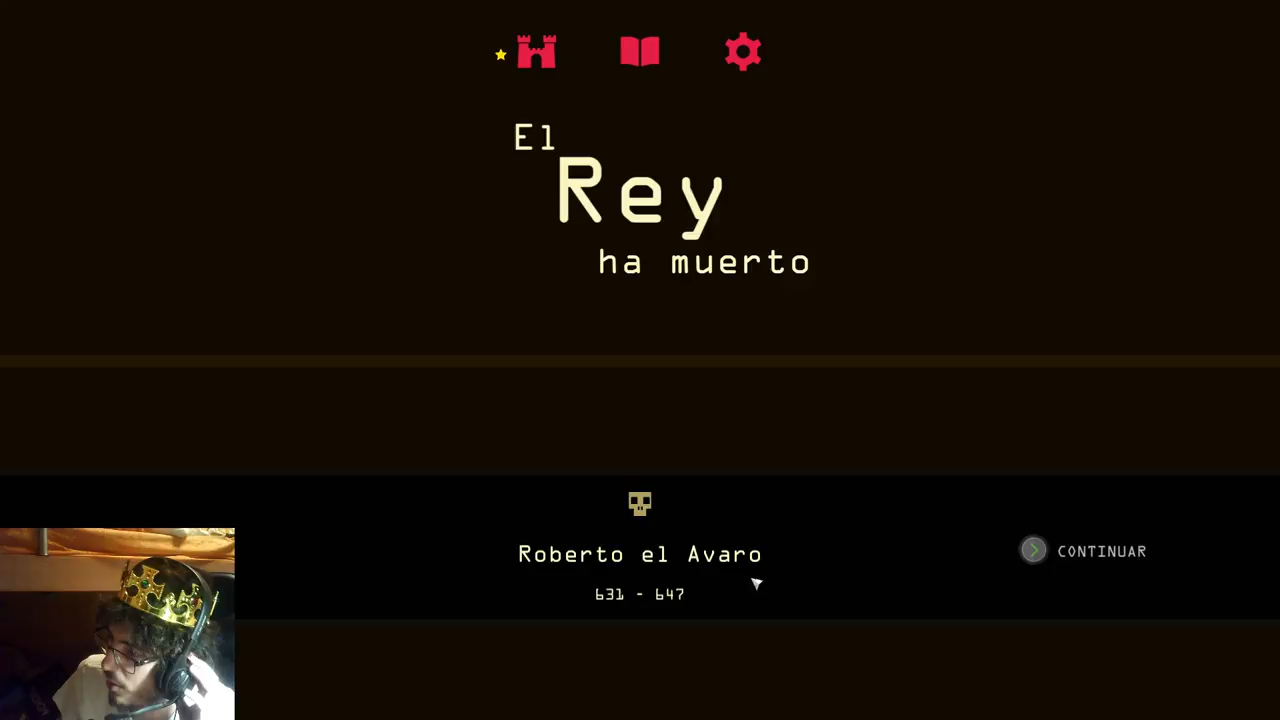 El
Rey
ha muerto
Roberto el Avaro
631 - 647
CONTINUAR